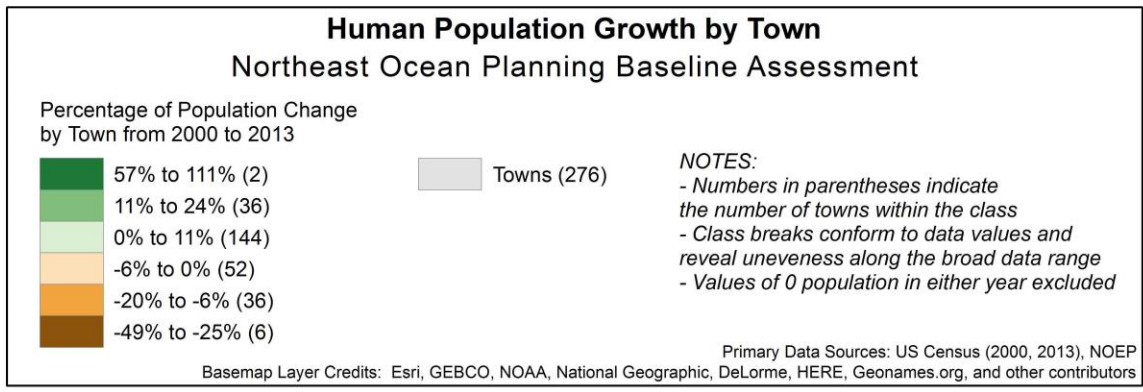 Human Population Growth by Town
Northeast Ocean Planning Baseline Assessment
Percentage of Population Change
by Town from 2000 to 2013
57% to 111% (2)
11% to 24% (36)
0% to 11% (144)
-6% to 0% (52)
-20% to -6% (36)
-49% to -25% (6)
Towns (276)
NOTES:
- Numbers in parentheses indicate
the number of towns within the class
- Class breaks conform to data values and
reveal uneveness along the broad data range
- Values of 0 population in either year excluded
Primary Data Sources: US Census (2000, 2013), NOEP
Basemap Layer Credits: Esri, GEBCO, NOAA, National Geographic, DeLorme, HERE, Geonames.org, and other contributors